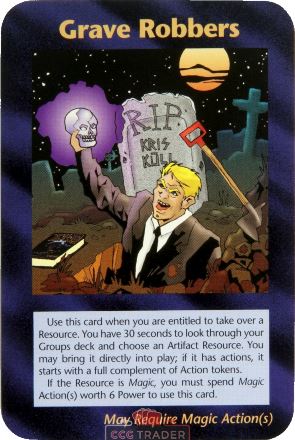 Grave Robbers
R.I.P.
KRIS
KÜLL
Use this card when you are entitled to take over a
Resource. You have 30 seconds to look through your
Groups deck and choose an Artifact Resource. You
may bring it directly into play; if it has actions, it
starts with a full complement of Action tokens.
If the Resource is Magic, you must spend Magic
Action(s) worth 6 Power to use this card.
May Require Magic Action(s)
CCG TRADER